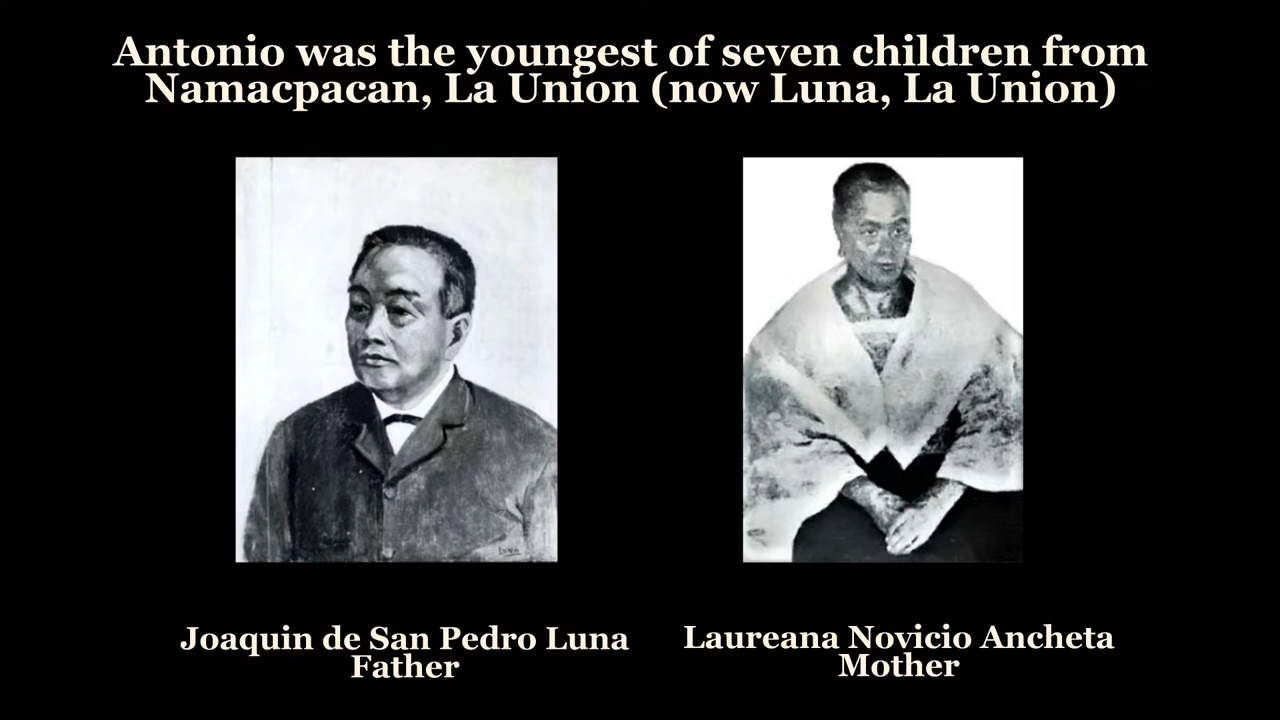 Antonio was the youngest of seven children from
Namacpacan, La Union (now Luna, La Union)
LVNA
Joaquin de San Pedro Luna
Father
Laureana Novicio Ancheta
Mother